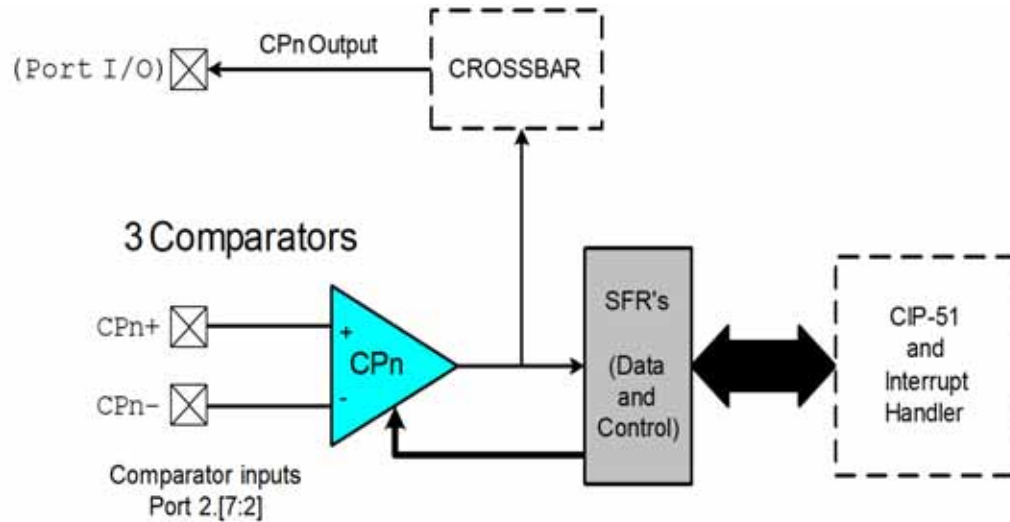 (Port I/O)
CPn Output
CROSSBAR
3 Comparators
CPn+
CPn-
+
-
CPn
Comparator inputs
Port 2.[7:2]
SFR's
(Data
and
Control)
CIP-51
and
Interrupt
Handler